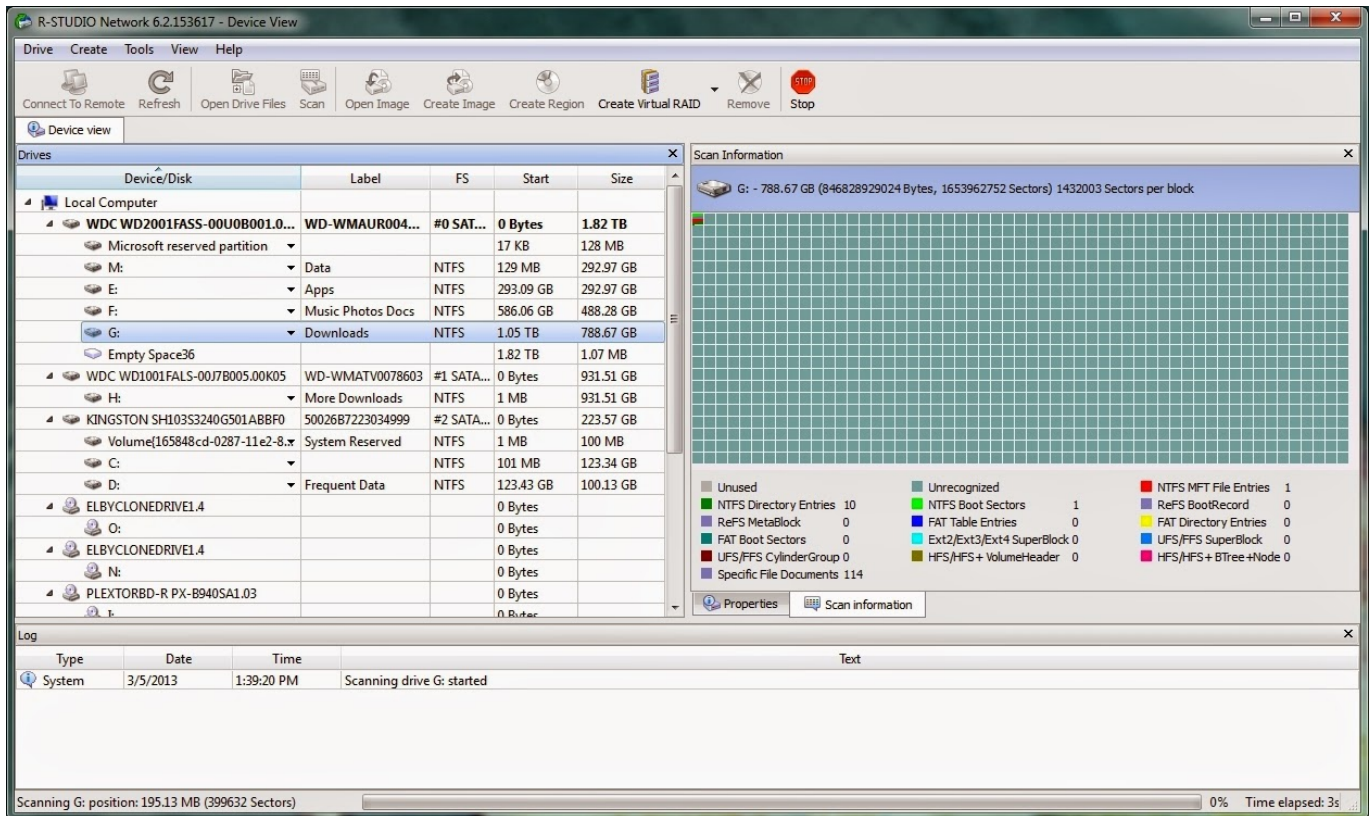 R-STUDIO Network 6.2.153617 - Device View
Drive Create Tools View Help
Connect To Remote Refresh Open Drive Files Scan Open Image Create Image Create Region Create Virtual RAID Remove Stop
STOP
Device view
Drives
Device/Disk Label FS Start Size
Local Computer
WDC WD2001FASS-00U0B001.0... WD-WMAUR004... #0 SAT... 0 Bytes 1.82 TB
Microsoft reserved partition 17 KB 128 MB
M: Data NTFS 129 MB 292.97 GB
E: Apps NTFS 293.09 GB 292.97 GB
F: Music Photos Docs NTFS 586.06 GB 488.28 GB
G: Downloads NTFS 1.05 TB 788.67 GB
Empty Space36 1.82 TB 1.07 MB
WDC WD1001FALS-00J7B005.00K05 WD-WMATV0078603 #1 SATA... 0 Bytes 931.51 GB
H: More Downloads NTFS 1 MB 931.51 GB
KINGSTON SH103S3240G501ABBF0 50026B7223034999 #2 SATA... 0 Bytes 223.57 GB
Volume{165848cd-0287-11e2-8... System Reserved NTFS 1 MB 100 MB
C: NTFS 101 MB 123.34 GB
D: Frequent Data NTFS 123.43 GB 100.13 GB
ELBYCLONEDRIVE1.4 0 Bytes
O: 0 Bytes
ELBYCLONEDRIVE1.4 0 Bytes
N: 0 Bytes
PLEXTORBD-R PX-B940SA1.03 0 Bytes
0 Bytes
Scan Information
G: - 788.67 GB (846828929024 Bytes, 1653962752 Sectors) 1432003 Sectors per block
Unused Unrecognized NTFS MFT File Entries 1
NTFS Directory Entries 10 NTFS Boot Sectors 1 ReFS BootRecord 0
ReFS MetaBlock 0 FAT Table Entries 0 FAT Directory Entries 0
FAT Boot Sectors 0 Ext2/Ext3/Ext4 SuperBlock 0 UFS/FFS SuperBlock 0
UFS/FFS CylinderGroup 0 HFS/HFS+ VolumeHeader 0 HFS/HFS+ BTree+Node 0
Specific File Documents 114
Properties Scan information
Log
Type Date Time Text
System 3/5/2013 1:39:20 PM Scanning drive G: started
Scanning G: position: 195.13 MB (399632 Sectors) 0% Time elapsed: 3s